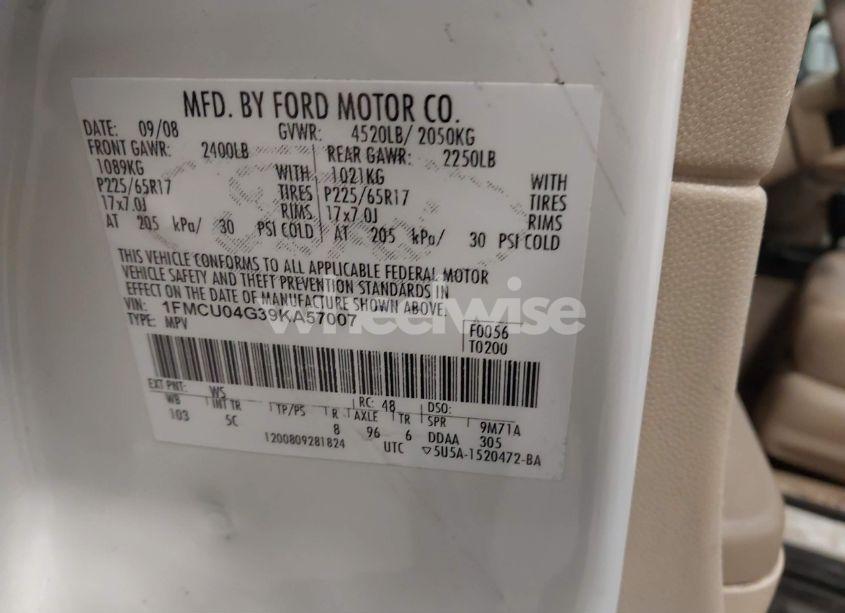 MFD. BY FORD MOTOR CO.
DATE: 09/08 GVWR: 4520LB/ 2050KG
FRONT GAWR: 2400LB REAR GAWR: 2250LB
1089KG WITH 1021KG WITH
P225/65R17 TIRES P225/65R17 TIRES
17x7.0J RIMS 17x7.0J RIMS
AT 205 kPa/ 30 PSI COLD AT 205 kPa/ 30 PSI COLD
THIS VEHICLE CONFORMS TO ALL APPLICABLE FEDERAL MOTOR
VEHICLE SAFETY AND THEFT PREVENTION STANDARDS IN
EFFECT ON THE DATE OF MANUFACTURE SHOWN ABOVE.
VIN: 1FMCU04G39KA57007
TYPE: MPV
F0056
T0200
wheelwise
EXT PNT: WS RC: 48 DSO:
WB INT TR TP/PS R AXLE TR SPR 9M71A
103 5C 8 96 6 DDAA 305
1200809281824 UTC ▽5U5A-1520472-BA